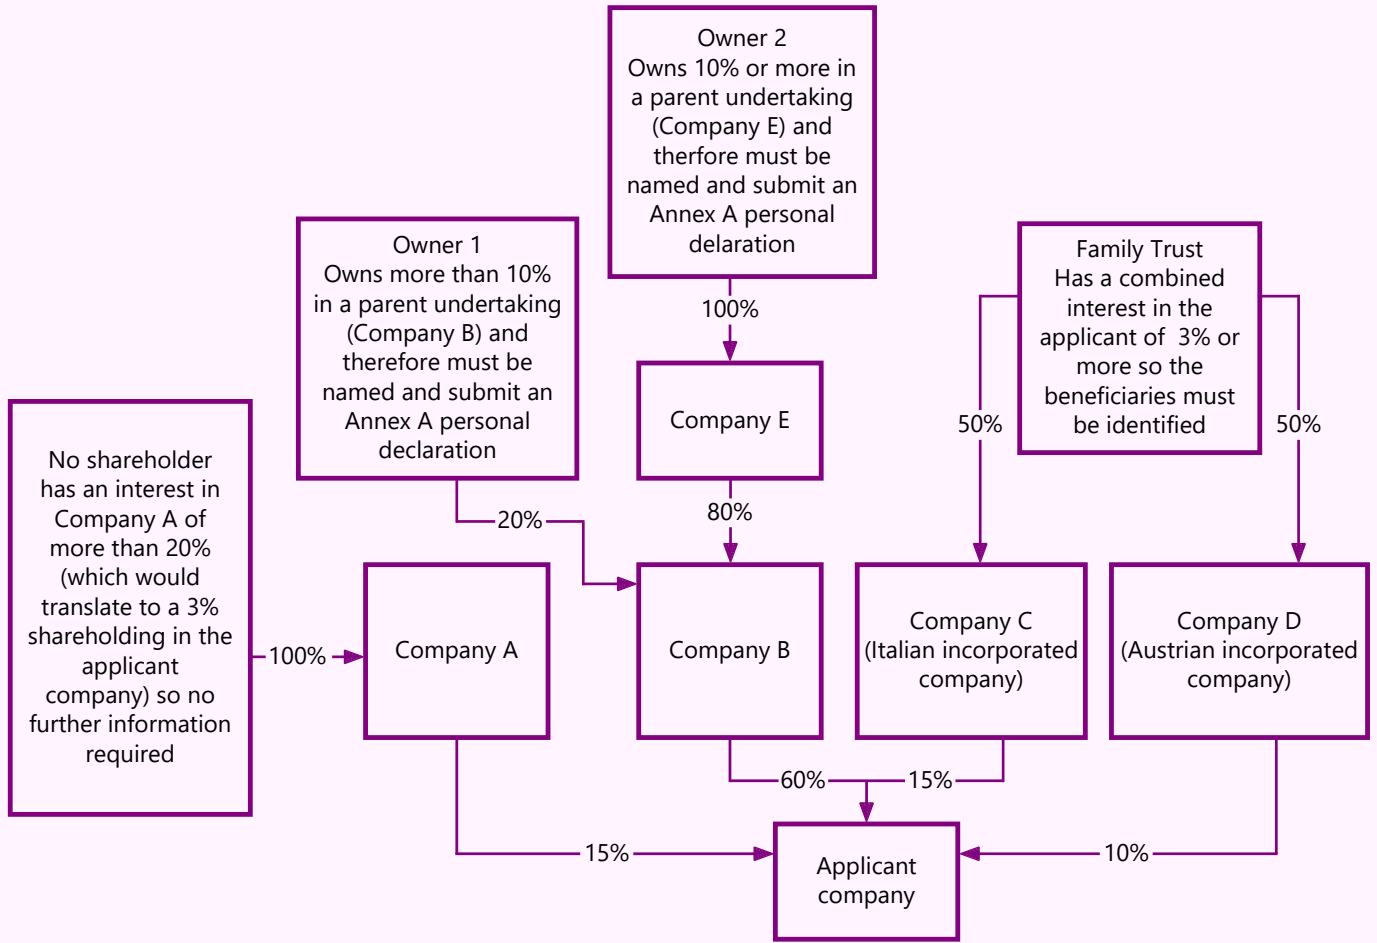 Owner 2
Owns 10% or more in
a parent undertaking
(Company E) and
therfore must be
named and submit an
Annex A personal
delaration
Owner 1
Owns more than 10%
in a parent undertaking
(Company B) and
therefore must be
named and submit an
Annex A personal
declaration
Family Trust
Has a combined
interest in the
applicant of 3% or
more so the
beneficiaries must
be identified
100%
Company E
50%
50%
No shareholder
has an interest in
Company A of
more than 20%
(which would
translate to a 3%
shareholding in the
applicant
company) so no
further information
required
20%
80%
100%
Company A
Company B
Company C
(Italian incorporated
company)
Company D
(Austrian incorporated
company)
60%
15%
15%
10%
Applicant
company